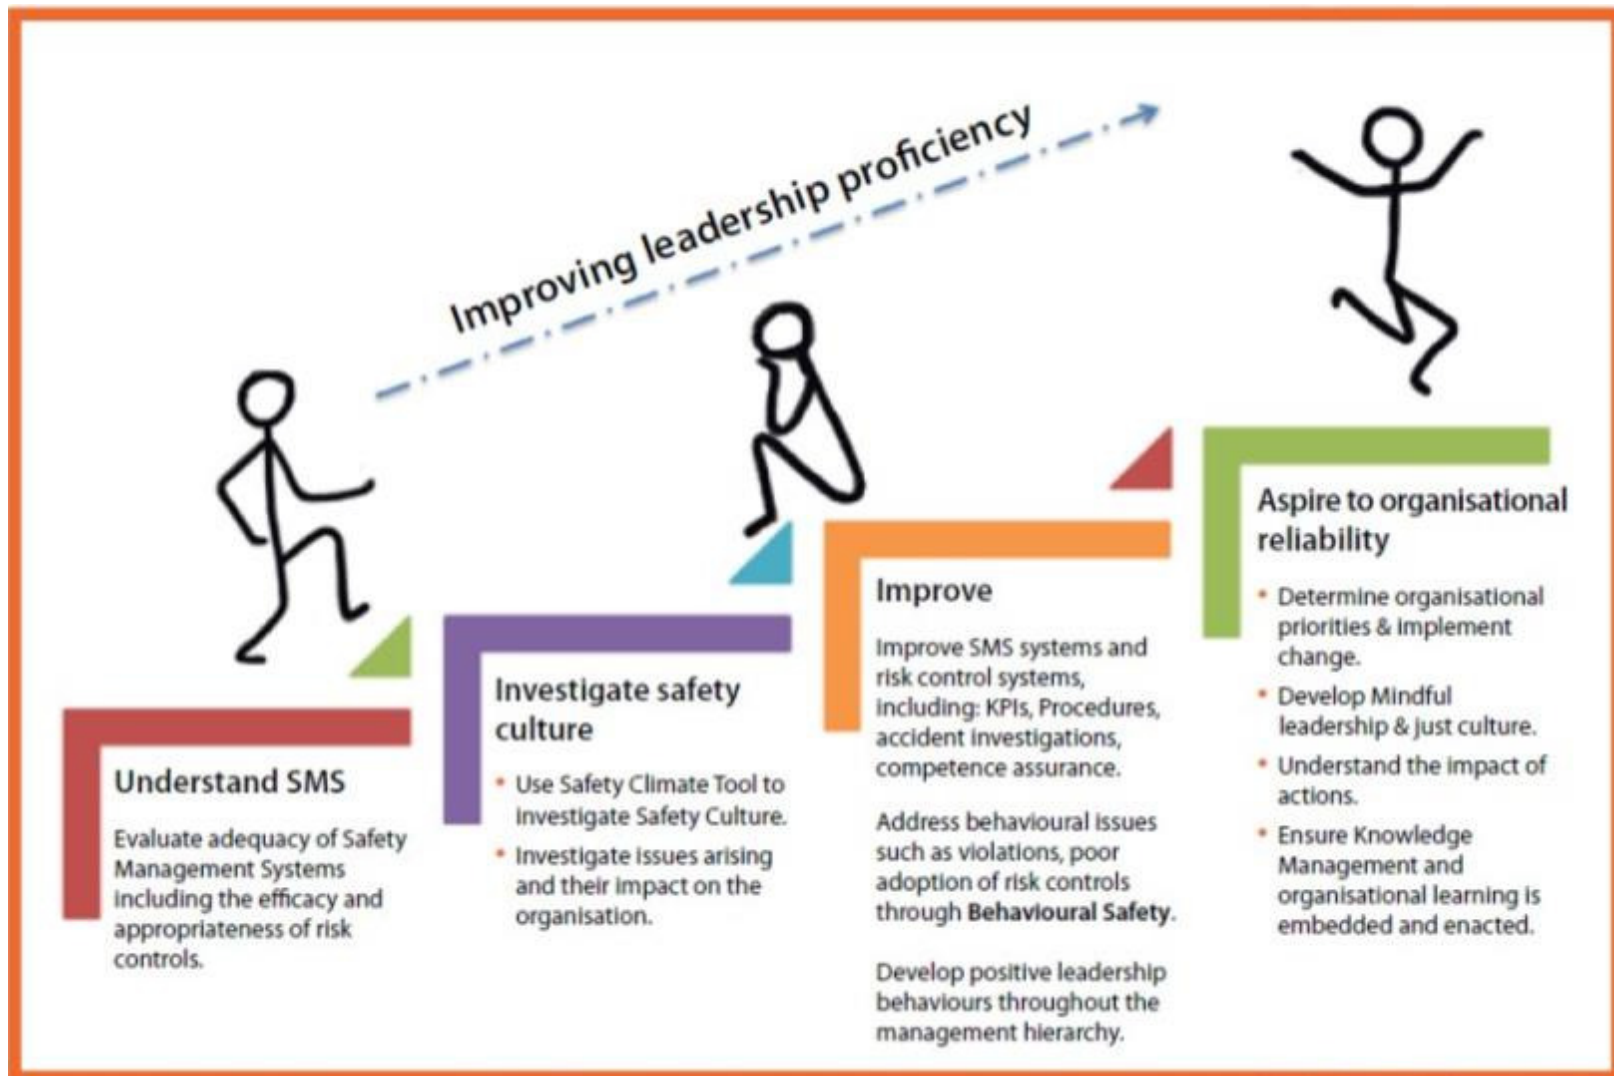 Improving leadership proficiency
Understand SMS
Evaluate adequacy of Safety
Management Systems
including the efficacy and
appropriateness of risk
controls.
Investigate safety
culture
• Use Safety Climate Tool to
Investigate Safety Culture.
• Investigate issues arising
and their impact on the
organisation.
Improve
Improve SMS systems and
risk control systems,
including: KPIs, Procedures,
accident investigations,
competence assurance.
Address behavioural issues
such as violations, poor
adoption of risk controls
through Behavioural Safety.
Develop positive leadership
behaviours throughout the
management hierarchy.
Aspire to organisational
reliability
• Determine organisational
priorities & implement
change.
• Develop Mindful
leadership & just culture.
• Understand the impact of
actions.
• Ensure Knowledge
Management and
organisational learning is
embedded and enacted.